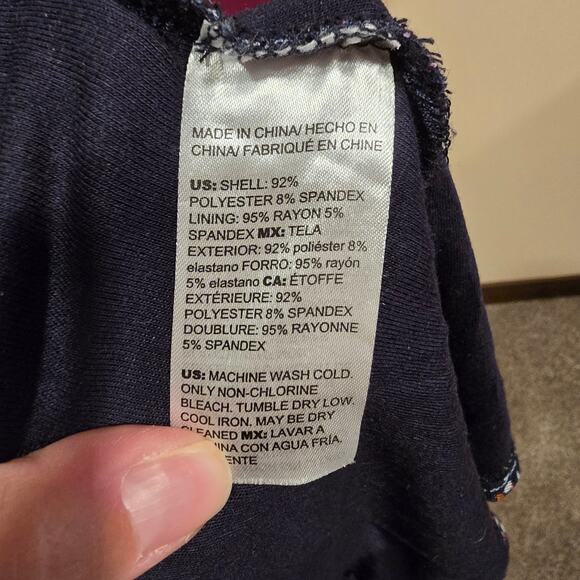 MADE IN CHINA/ HECHO EN
CHINA/ FABRIQUÉ EN CHINE
US: SHELL: 92%
POLYESTER 8% SPANDEX
LINING: 95% RAYON 5%
SPANDEX MX: TELA
EXTERIOR: 92% poliéster 8%
elastano FORRO: 95% rayón
5% elastano CA: ÉTOFFE
EXTÉRIEURE: 92%
POLYESTER 8% SPANDEX
DOUBLURE: 95% RAYONNE
5% SPANDEX
US: MACHINE WASH COLD.
ONLY NON-CHLORINE
BLEACH. TUMBLE DRY LOW.
COOL IRON. MAY BE DRY
CLEANED MX: LAVAR A
CON AGUA FRÍA.